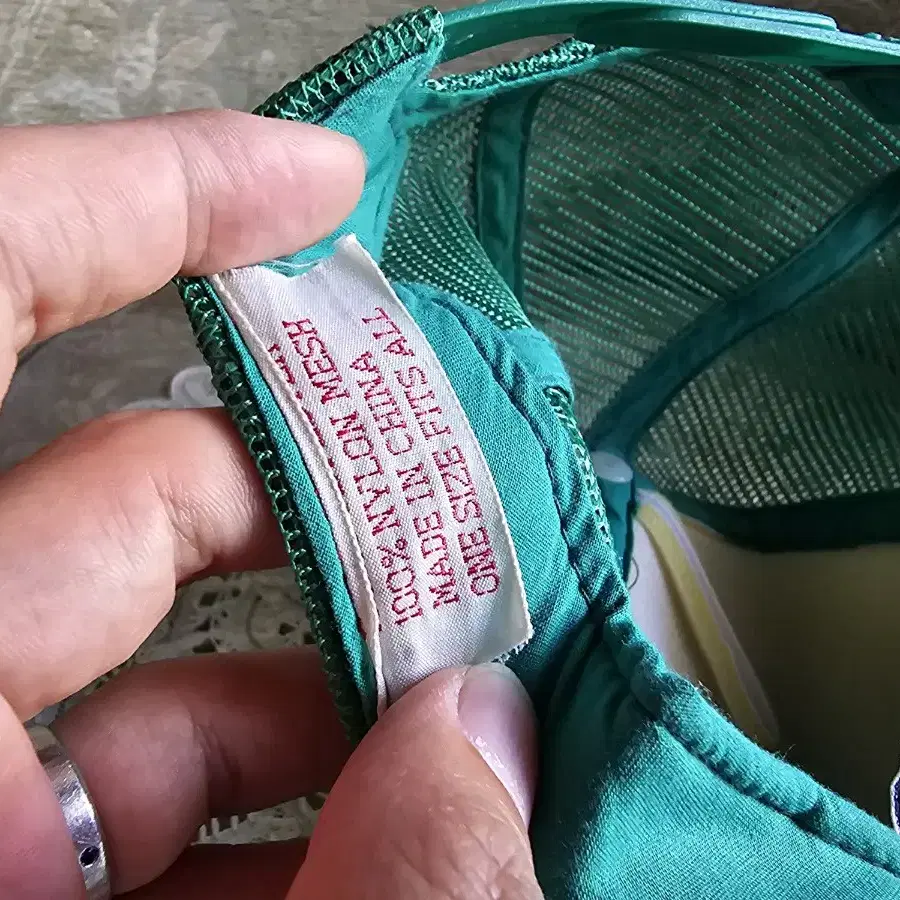 100% NYLON MESH
MADE IN CHINA
ONE SIZE FITS ALL